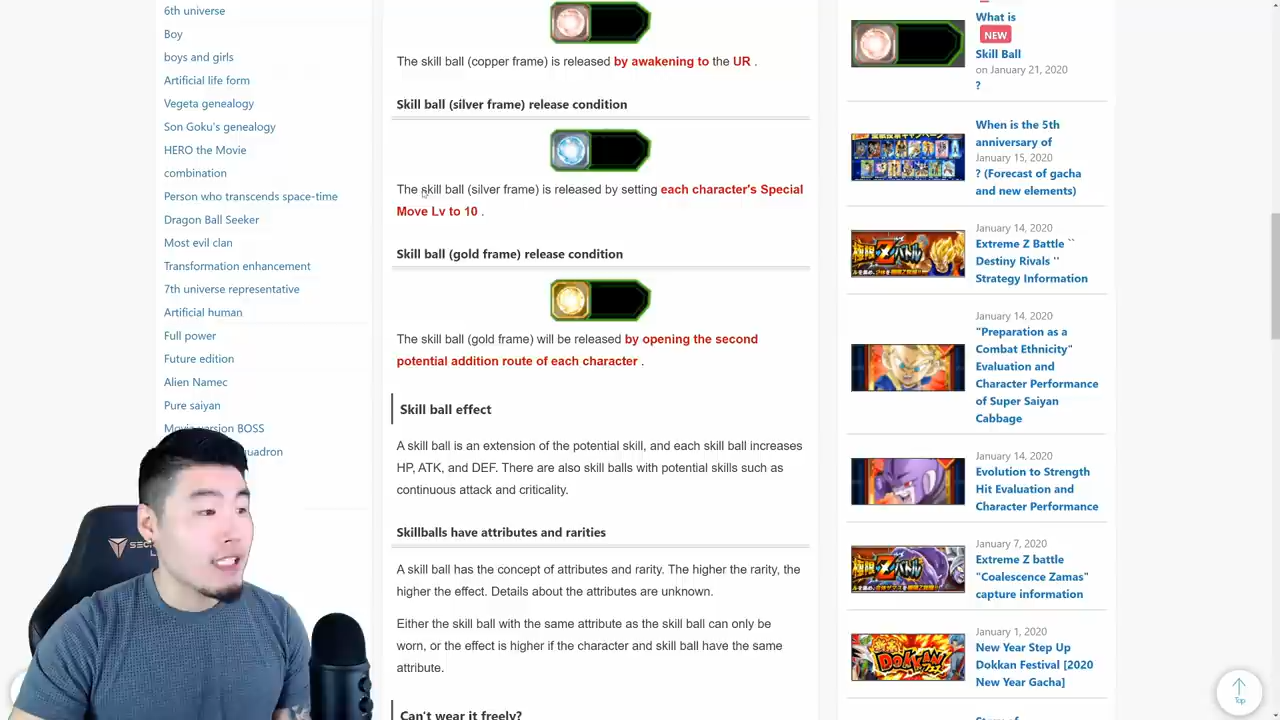 6th universe
Boy
boys and girls
Artificial life form
Vegeta genealogy
Son Goku's genealogy
HERO the Movie
combination
Person who transcends space-time
Dragon Ball Seeker
Most evil clan
Transformation enhancement
7th universe representative
Artificial human
Full power
Future edition
Alien Namec
Pure saiyan
Movie version BOSS
The skill ball (copper frame) is released by awakening to the UR .
Skill ball (silver frame) release condition
The skill ball (silver frame) is released by setting each character's Special
Move Lv to 10 .
Skill ball (gold frame) release condition
The skill ball (gold frame) will be released by opening the second
potential addition route of each character .
Skill ball effect
A skill ball is an extension of the potential skill, and each skill ball increases
HP, ATK, and DEF. There are also skill balls with potential skills such as
continuous attack and criticality.
Skillballs have attributes and rarities
A skill ball has the concept of attributes and rarity. The higher the rarity, the
higher the effect. Details about the attributes are unknown.
Either the skill ball with the same attribute as the skill ball can only be
worn, or the effect is higher if the character and skill ball have the same
attribute.
Can't wear it freely?
What is
NEW
Skill Ball
on January 21, 2020
?
When is the 5th
anniversary of
January 15, 2020
? (Forecast of gacha
and new elements)
January 14, 2020
Extreme Z Battle ``
Destiny Rivals ''
Strategy Information
January 14, 2020
"Preparation as a
Combat Ethnicity"
Evaluation and
Character Performance
of Super Saiyan
Cabbage
January 14, 2020
Evolution to Strength
Hit Evaluation and
Character Performance
January 7, 2020
Extreme Z battle
"Coalescence Zamas"
capture information
January 1, 2020
New Year Step Up
Dokkan Festival [2020
New Year Gacha]
DOKKAN
Top